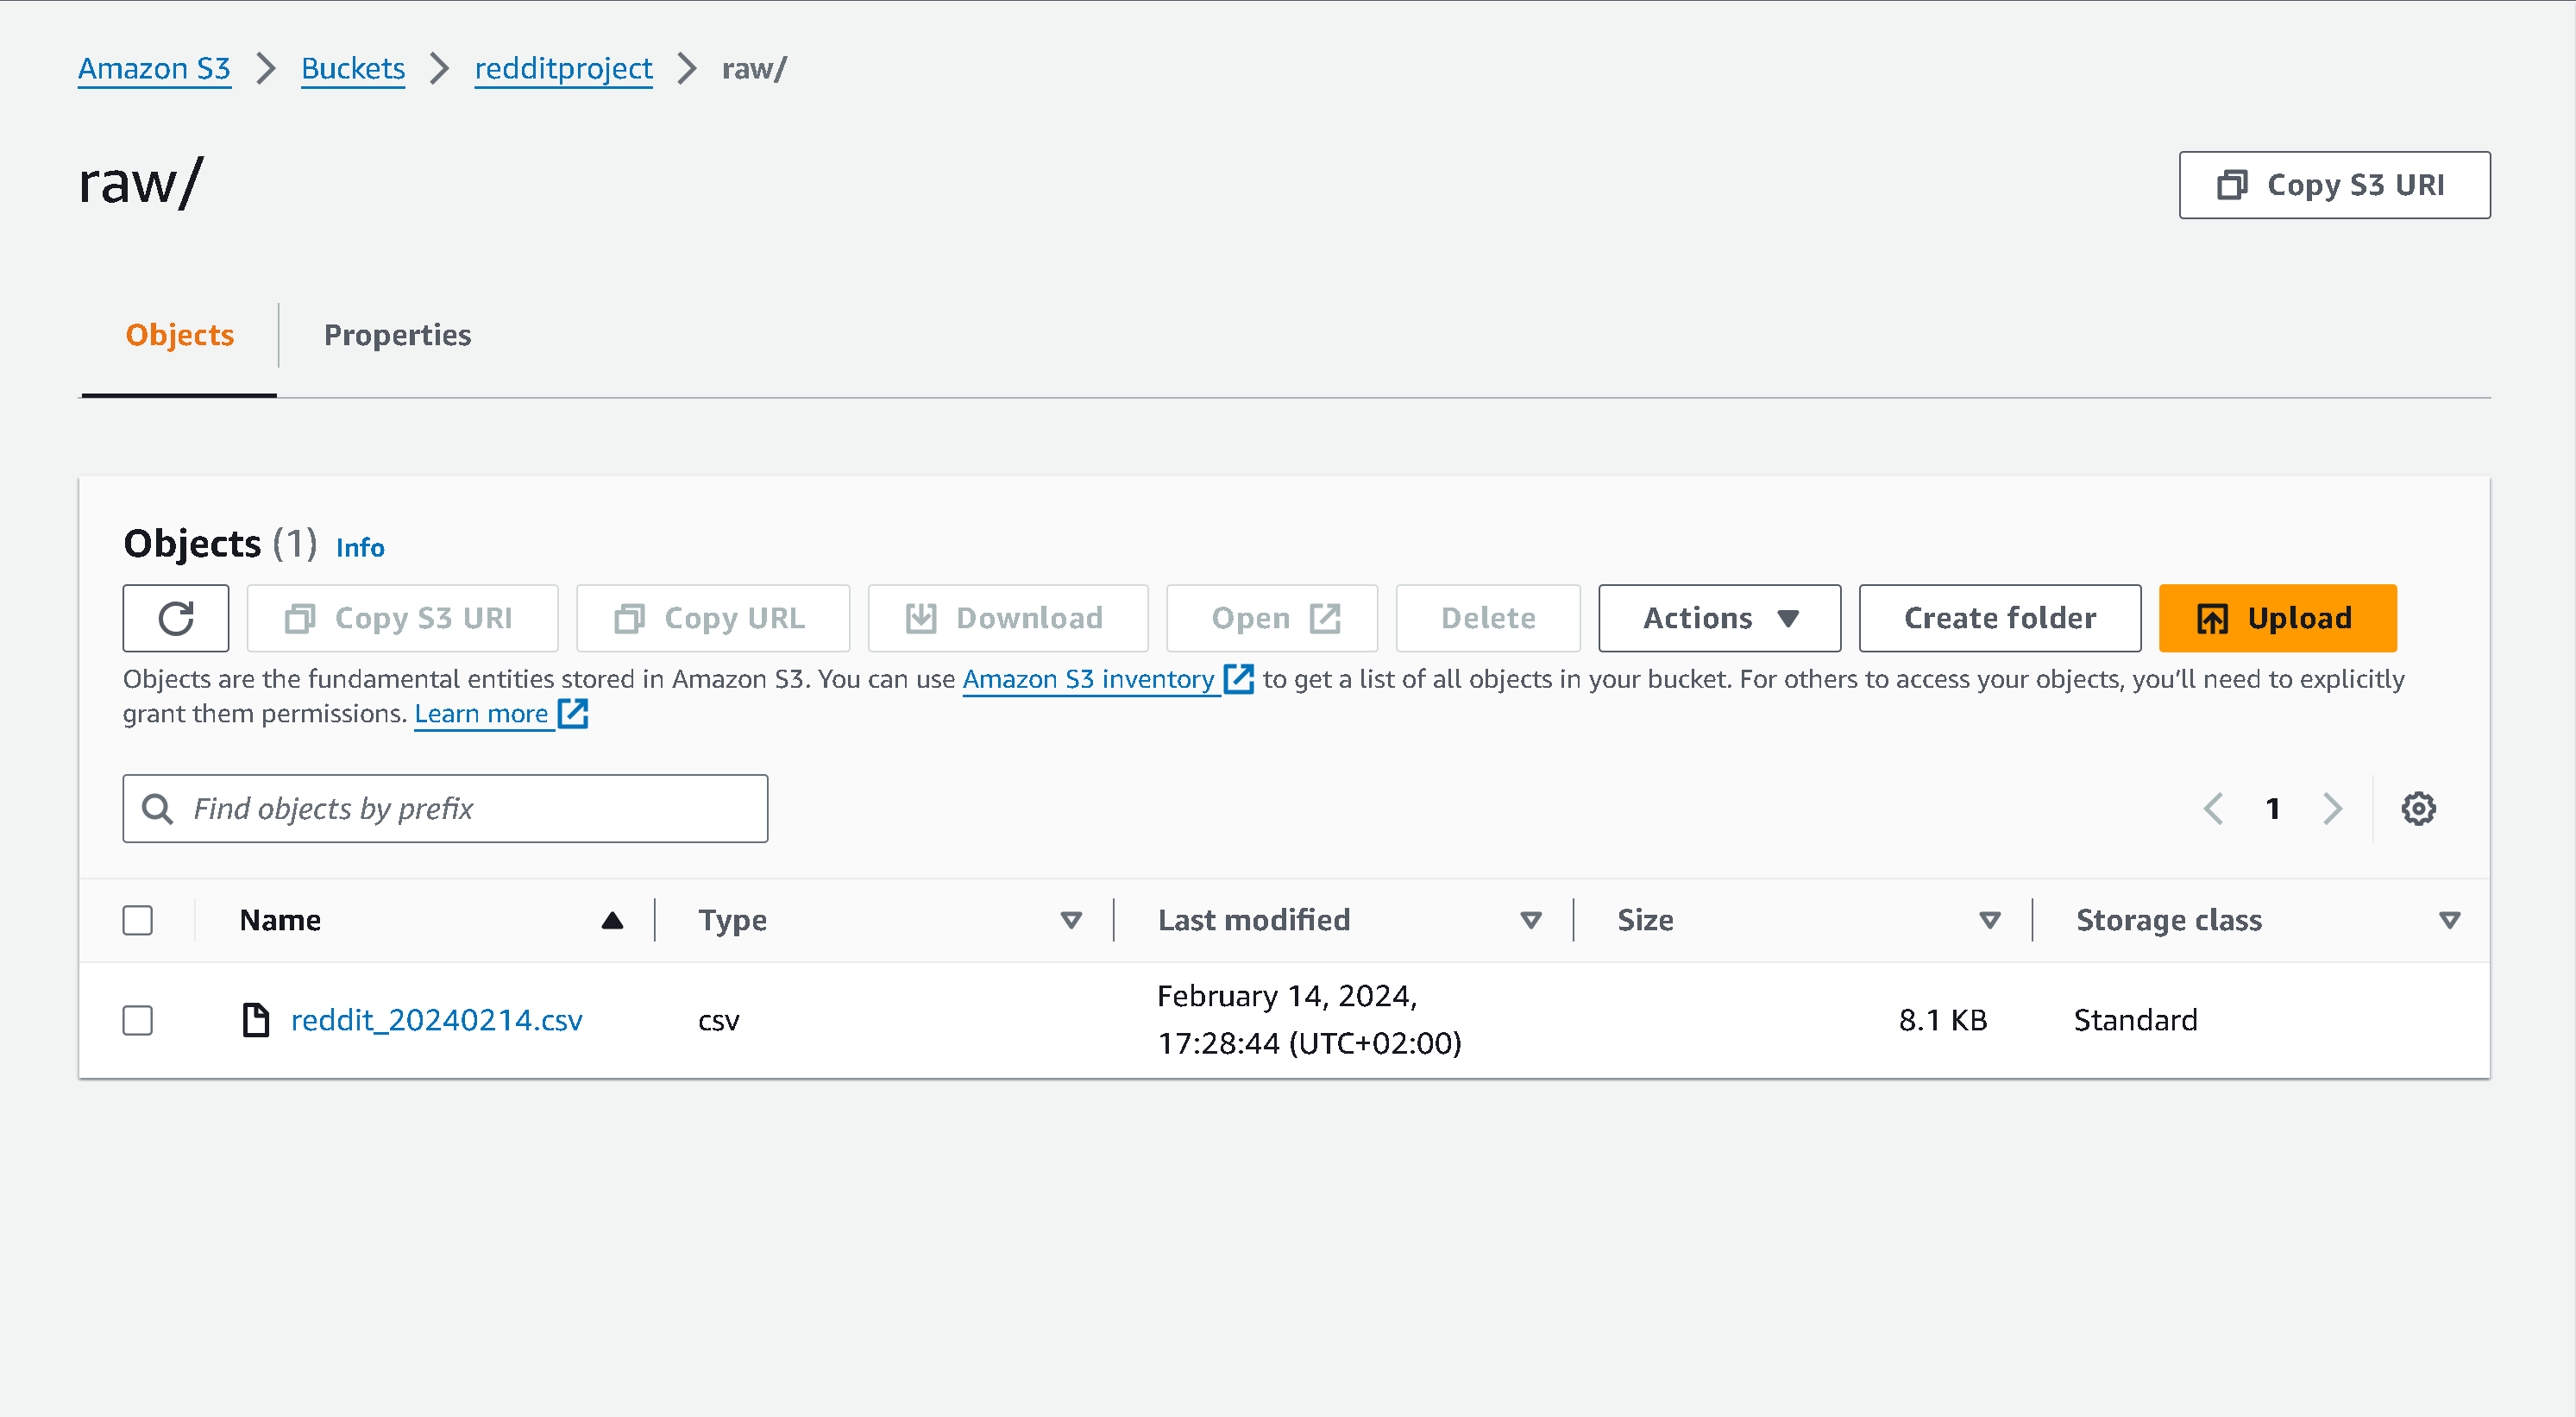 Amazon S3 > Buckets > redditproject > raw/
raw/
Copy S3 URI
Objects Properties
Objects (1) Info
Copy S3 URI Copy URL Download Open Delete Actions Create folder Upload
Objects are the fundamental entities stored in Amazon S3. You can use Amazon S3 inventory to get a list of all objects in your bucket. For others to access your objects, you’ll need to explicitly
grant them permissions. Learn more
Find objects by prefix
1
Name Type Last modified Size Storage class
reddit_20240214.csv csv February 14, 2024, 8.1 KB Standard
17:28:44 (UTC+02:00)